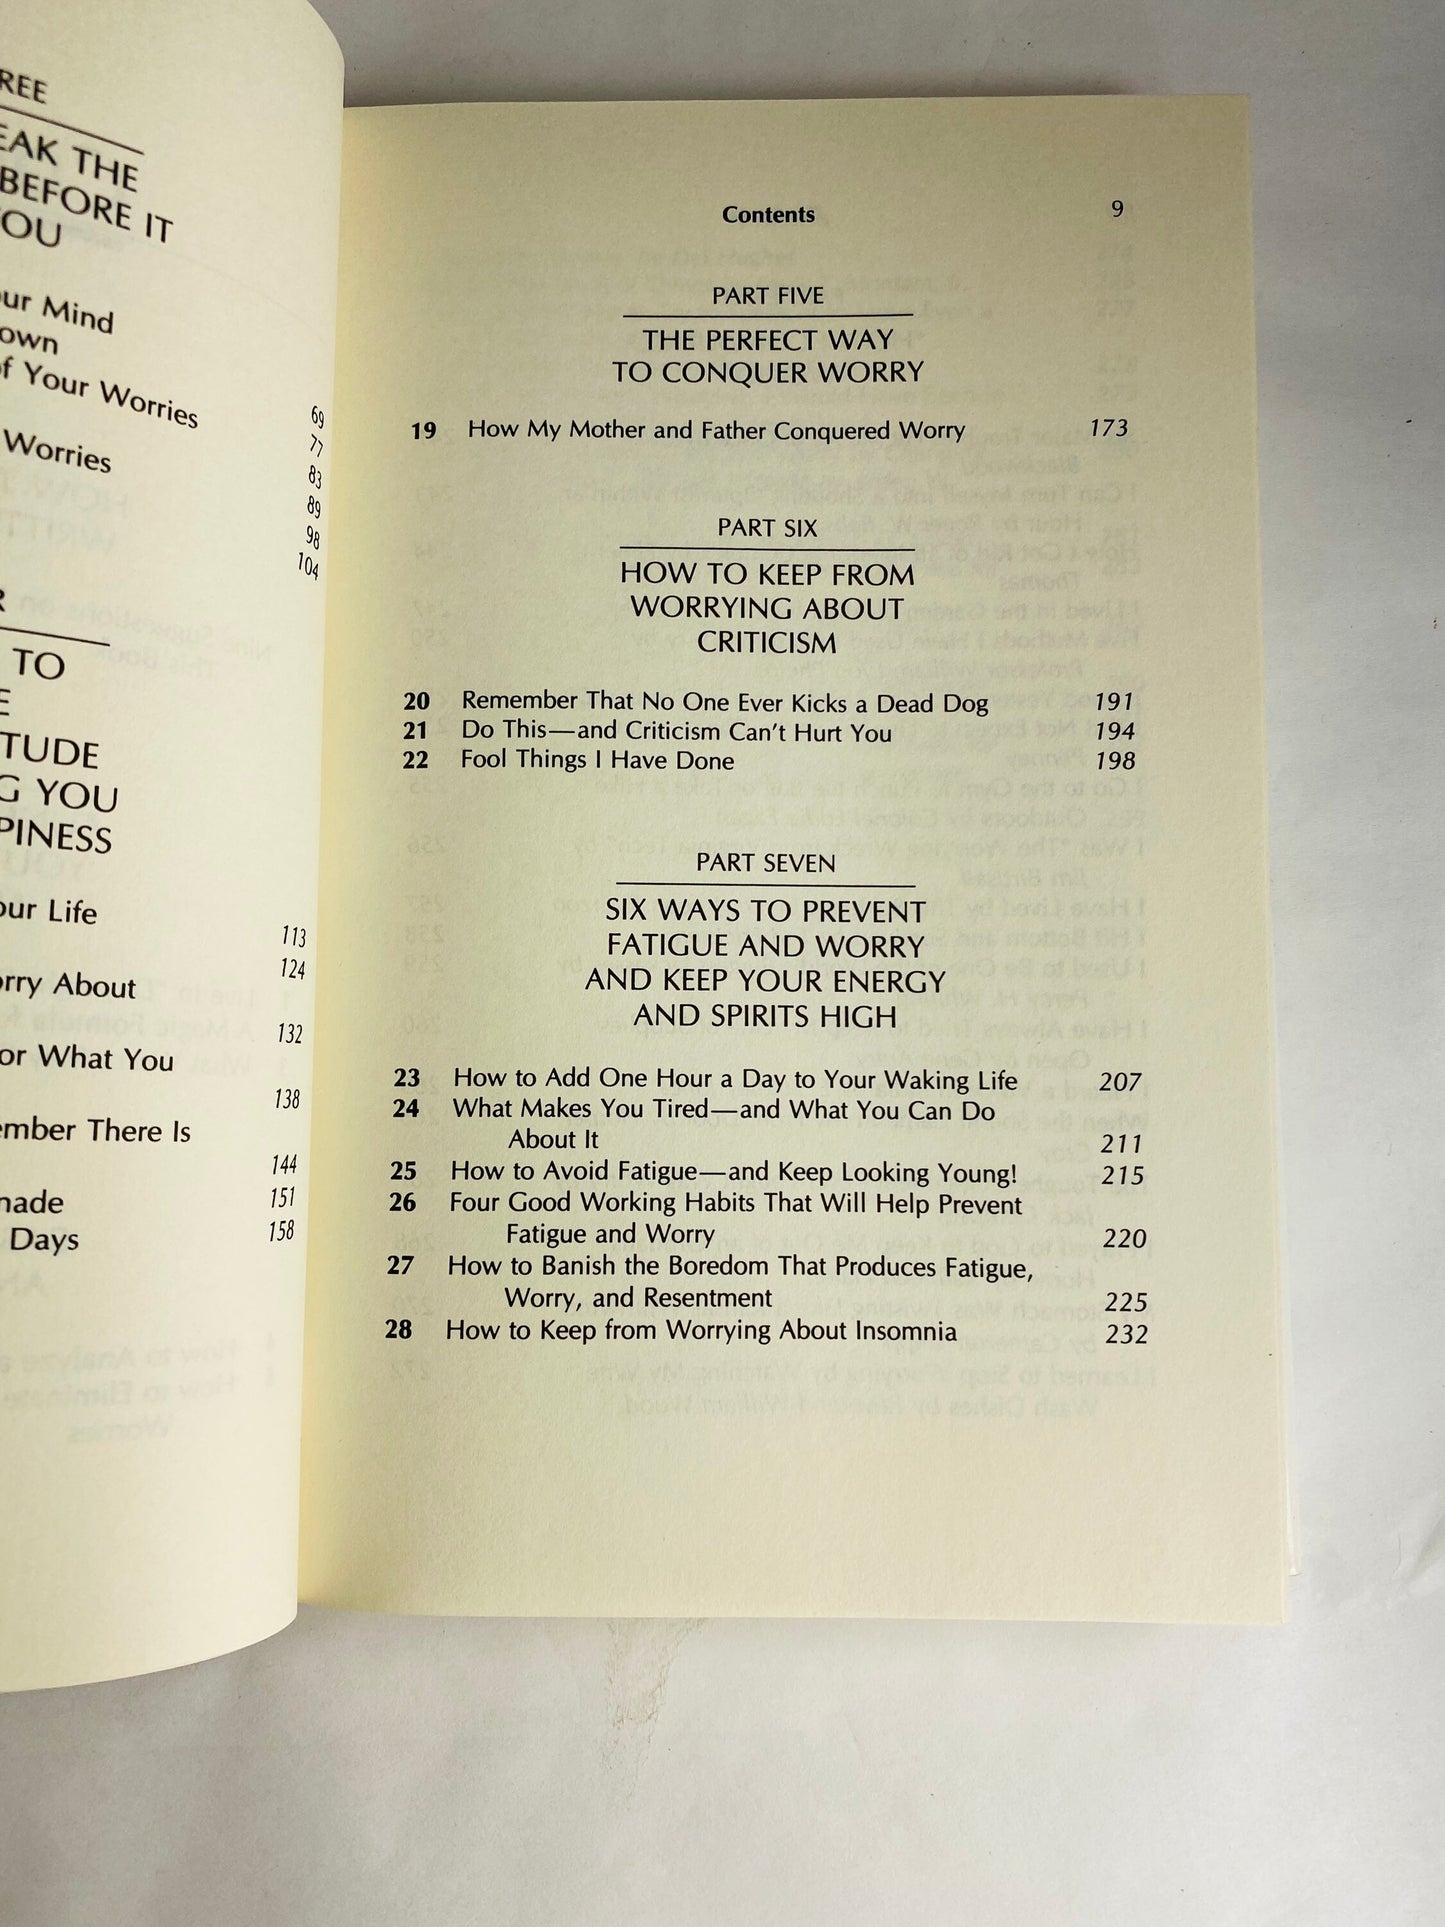 REE
EAK THE
BEFORE IT
OU
ur Mind
own
f Your Worries
69
77
Worries
83
89
98
104
R
TO
E
TUDE
G YOU
PINESS
our Life
113
124
rry About
132
or What You
138
ember There Is
144
made
151
Days
158
Contents 9
PART FIVE
THE PERFECT WAY
TO CONQUER WORRY
19 How My Mother and Father Conquered Worry 173
PART SIX
HOW TO KEEP FROM
WORRYING ABOUT
CRITICISM
20 Remember That No One Ever Kicks a Dead Dog 191
21 Do This—and Criticism Can't Hurt You 194
22 Fool Things I Have Done 198
PART SEVEN
SIX WAYS TO PREVENT
FATIGUE AND WORRY
AND KEEP YOUR ENERGY
AND SPIRITS HIGH
23 How to Add One Hour a Day to Your Waking Life 207
24 What Makes You Tired—and What You Can Do
About It 211
25 How to Avoid Fatigue—and Keep Looking Young! 215
26 Four Good Working Habits That Will Help Prevent
Fatigue and Worry 220
27 How to Banish the Boredom That Produces Fatigue,
Worry, and Resentment 225
28 How to Keep from Worrying About Insomnia 232